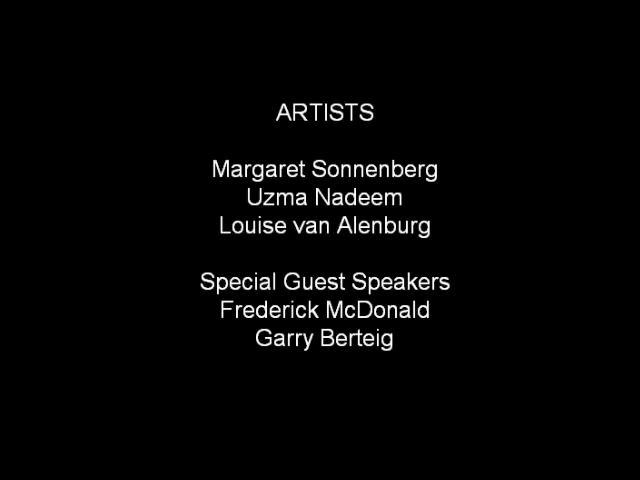 ARTISTS
Margaret Sonnenberg
Uzma Nadeem
Louise van Alenburg
Special Guest Speakers
Frederick McDonald
Garry Berteig